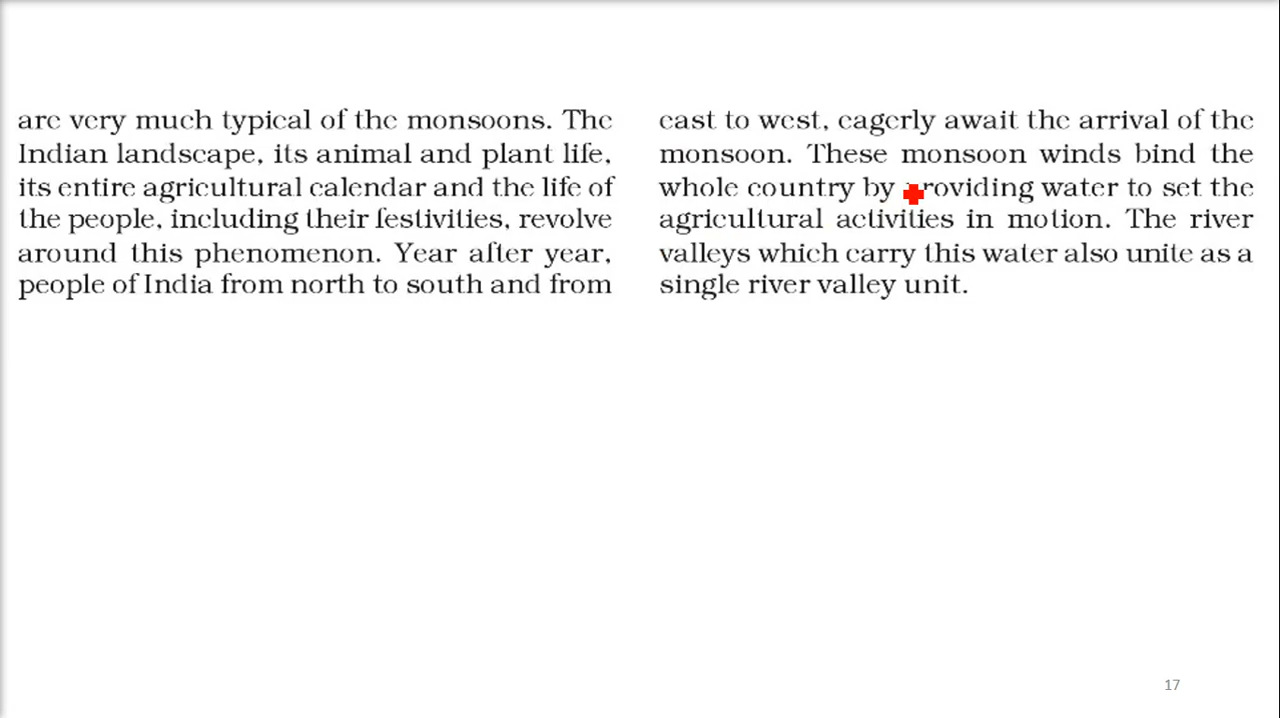 are very much typical of the monsoons. The
Indian landscape, its animal and plant life,
its entire agricultural calendar and the life of
the people, including their festivities, revolve
around this phenomenon. Year after year,
people of India from north to south and from
east to west, eagerly await the arrival of the
monsoon. These monsoon winds bind the
whole country by providing water to set the
agricultural activities in motion. The river
valleys which carry this water also unite as a
single river valley unit.
17